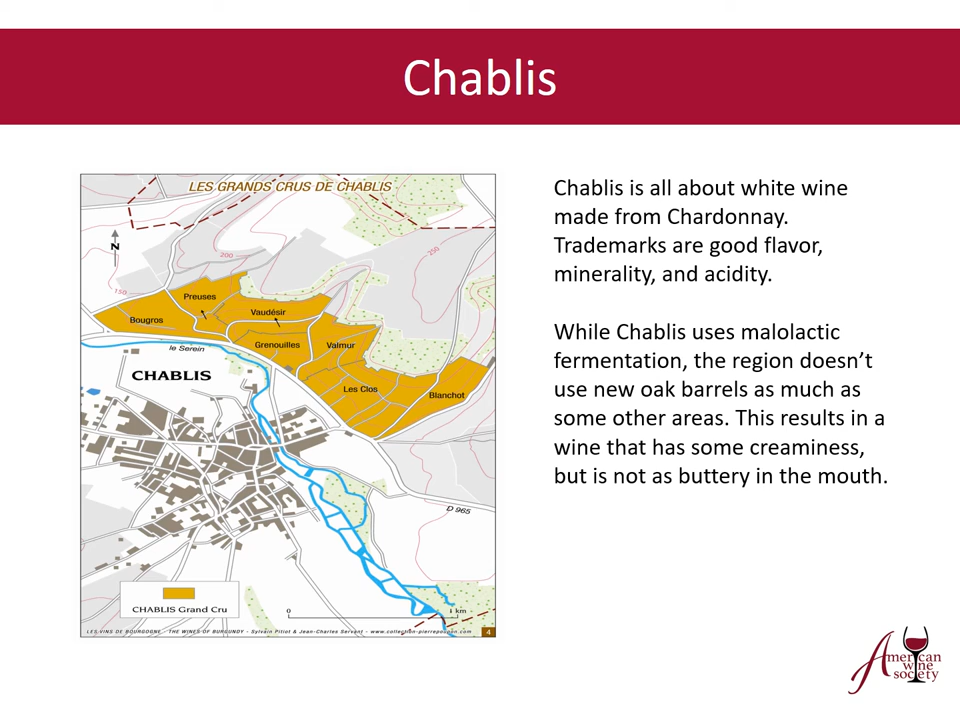 Chablis
LES GRANDS CRUS DE CHABLIS
N
200
250
150
Preuses
Bougros
Vaudésir
Grenouilles
Valmur
le Serein
CHABLIS
Les Clos
Blanchot
D 965
CHABLIS Grand Cru
0
1 km
LES VINS DE BOURGOGNE - THE WINES OF BURGUNDY - Sylvain Pitiot & Jean-Charles Servant - www.collection-pierrepoupon.com
4
Chablis is all about white wine
made from Chardonnay.
Trademarks are good flavor,
minerality, and acidity.
While Chablis uses malolactic
fermentation, the region doesn’t
use new oak barrels as much as
some other areas. This results in a
wine that has some creaminess,
but is not as buttery in the mouth.
American
wine
society